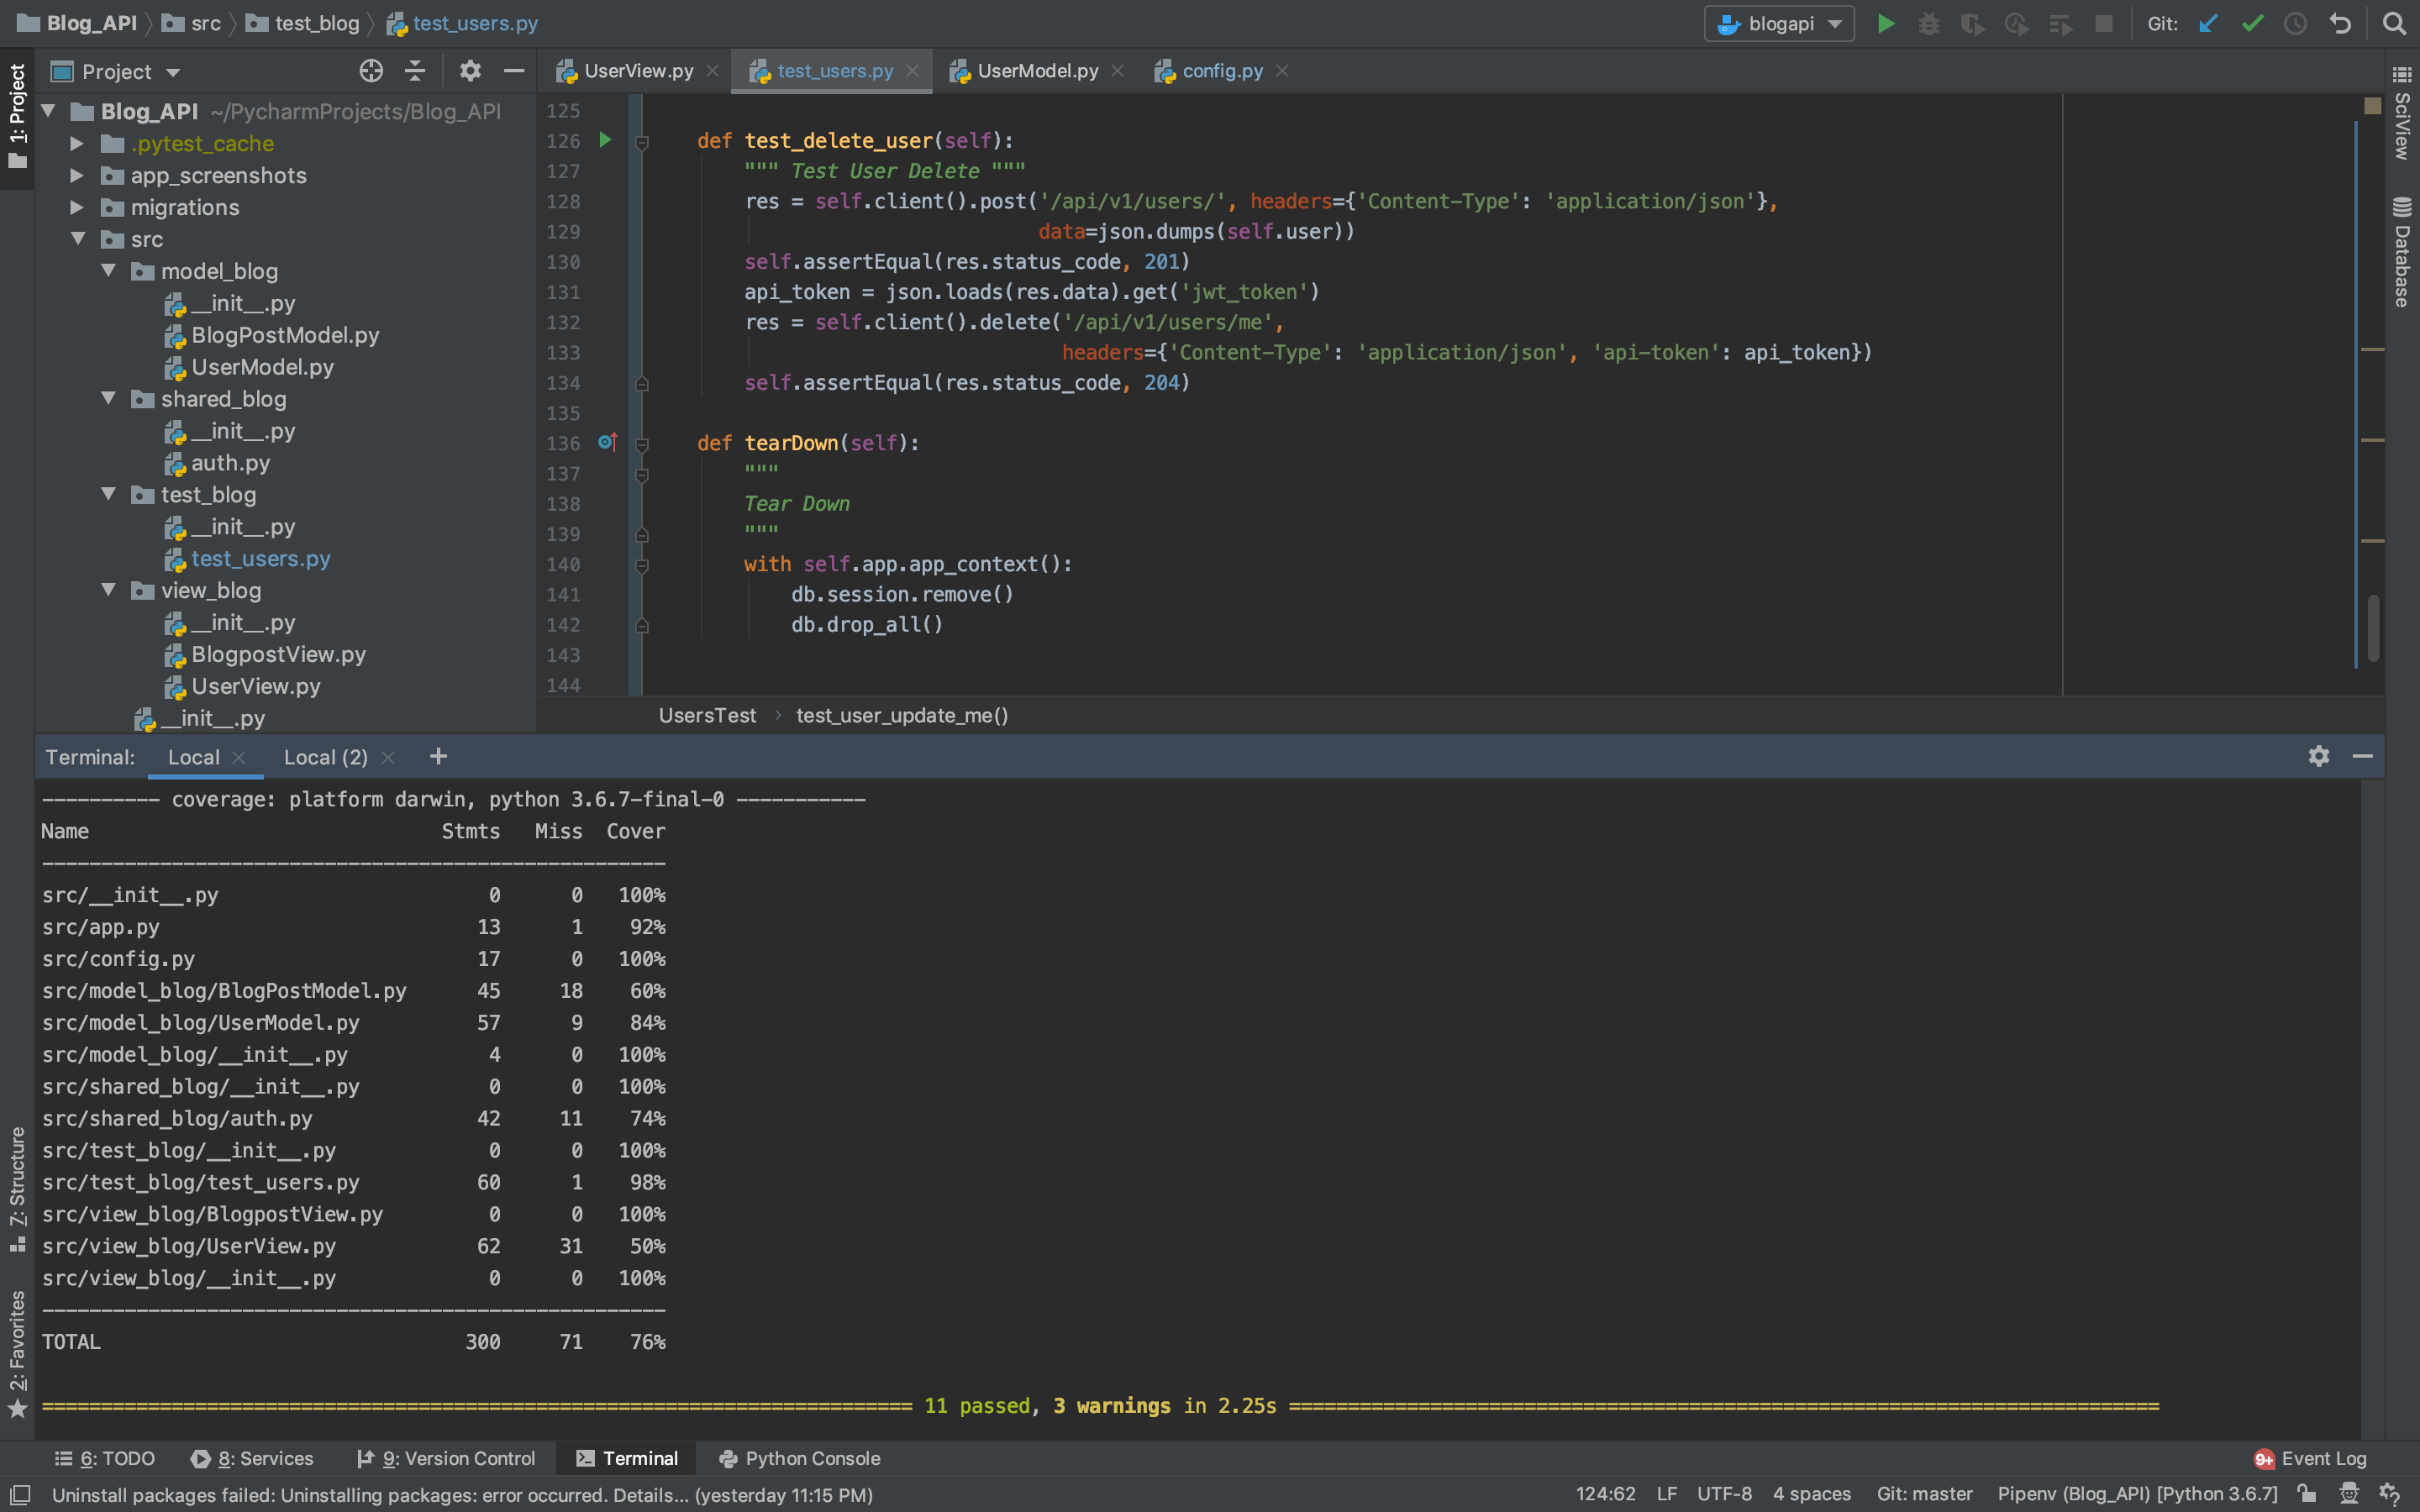 Blog_API src test_blog test_users.py blogapi Git:
1: Project
Project
Blog_API ~/PycharmProjects/Blog_API
.pytest_cache
app_screenshots
migrations
src
model_blog
__init__.py
BlogPostModel.py
UserModel.py
shared_blog
__init__.py
auth.py
test_blog
__init__.py
test_users.py
view_blog
__init__.py
BlogpostView.py
UserView.py
__init__.py
UserView.py test_users.py UserModel.py config.py
125
126 def test_delete_user(self):
127 """ Test User Delete """
128 res = self.client().post('/api/v1/users/', headers={'Content-Type': 'application/json'},
129 data=json.dumps(self.user))
130 self.assertEqual(res.status_code, 201)
131 api_token = json.loads(res.data).get('jwt_token')
132 res = self.client().delete('/api/v1/users/me',
133 headers={'Content-Type': 'application/json', 'api-token': api_token})
134 self.assertEqual(res.status_code, 204)
135
136 def tearDown(self):
137 """
138 Tear Down
139 """
140 with self.app.app_context():
141 db.session.remove()
142 db.drop_all()
143
144
UsersTest › test_user_update_me()
SciView
Database
Terminal: Local Local (2) +
---------- coverage: platform darwin, python 3.6.7-final-0 -----------
Name Stmts Miss Cover
-----------------------------------------------------
src/__init__.py 0 0 100%
src/app.py 13 1 92%
src/config.py 17 0 100%
src/model_blog/BlogPostModel.py 45 18 60%
src/model_blog/UserModel.py 57 9 84%
src/model_blog/__init__.py 4 0 100%
src/shared_blog/__init__.py 0 0 100%
src/shared_blog/auth.py 42 11 74%
src/test_blog/__init__.py 0 0 100%
src/test_blog/test_users.py 60 1 98%
src/view_blog/BlogpostView.py 0 0 100%
src/view_blog/UserView.py 62 31 50%
src/view_blog/__init__.py 0 0 100%
-----------------------------------------------------
TOTAL 300 71 76%
========================================================================== 11 passed, 3 warnings in 2.25s ==========================================================================
7: Structure
2: Favorites
6: TODO 8: Services 9: Version Control Terminal Python Console 9+ Event Log
Uninstall packages failed: Uninstalling packages: error occurred. Details... (yesterday 11:15 PM) 124:62 LF UTF-8 4 spaces Git: master Pipenv (Blog_API) [Python 3.6.7]